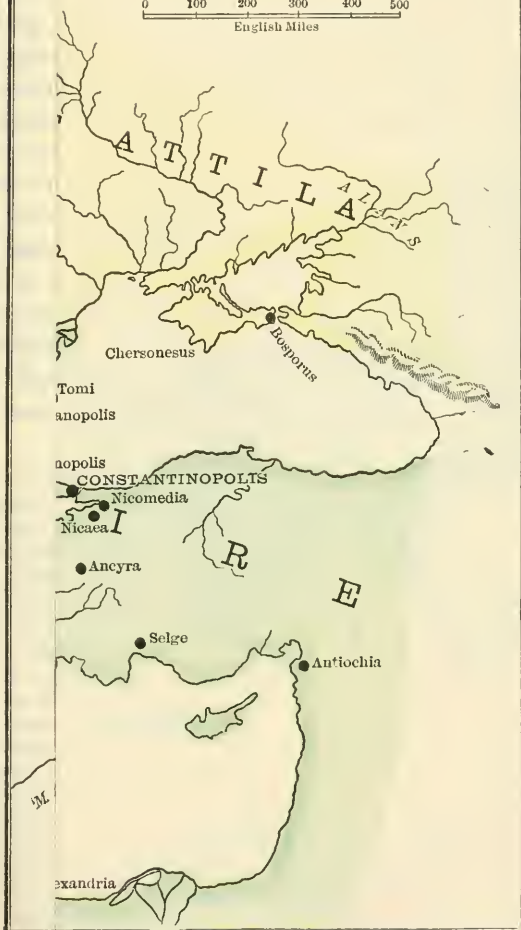 0 100 200 300 400 500
English Miles
ATTILA
ALANS
Bosporus
Chersonesus
Tomi
anopolis
nopolis
CONSTANTINOPOLIS
Nicomedia
Nicaea
I
R
E
Ancyra
Selge
Antiochia
M
exandria